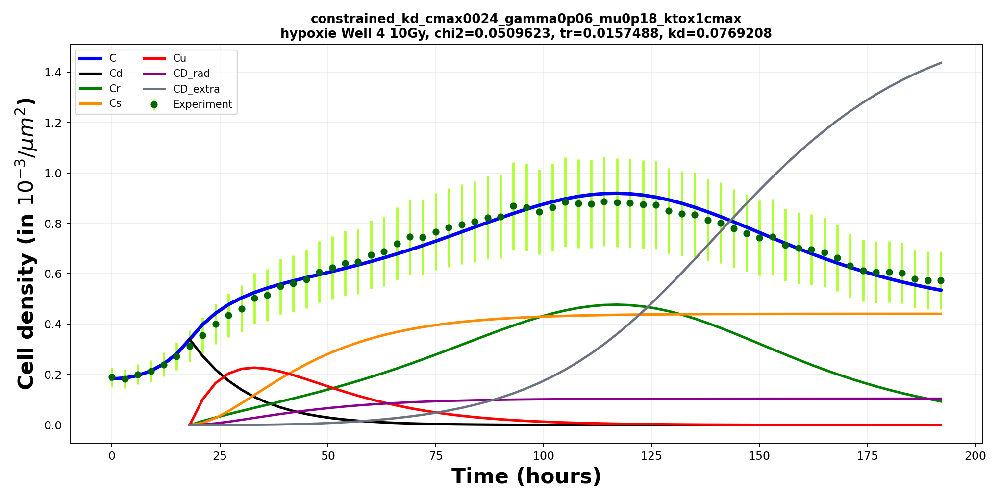 constrained_kd_cmax0024_gamma0p06_mu0p18_ktox1cmax
hypoxie Well 4 10Gy, chi2=0.0509623, tr=0.0157488, kd=0.0769208
C
Cd
Cr
Cs
Cu
CD_rad
CD_extra
Experiment
Cell density (in 10⁻³/μm²)
1.4
1.2
1.0
0.8
0.6
0.4
0.2
0.0
0 25 50 75 100 125 150 175 200
Time (hours)